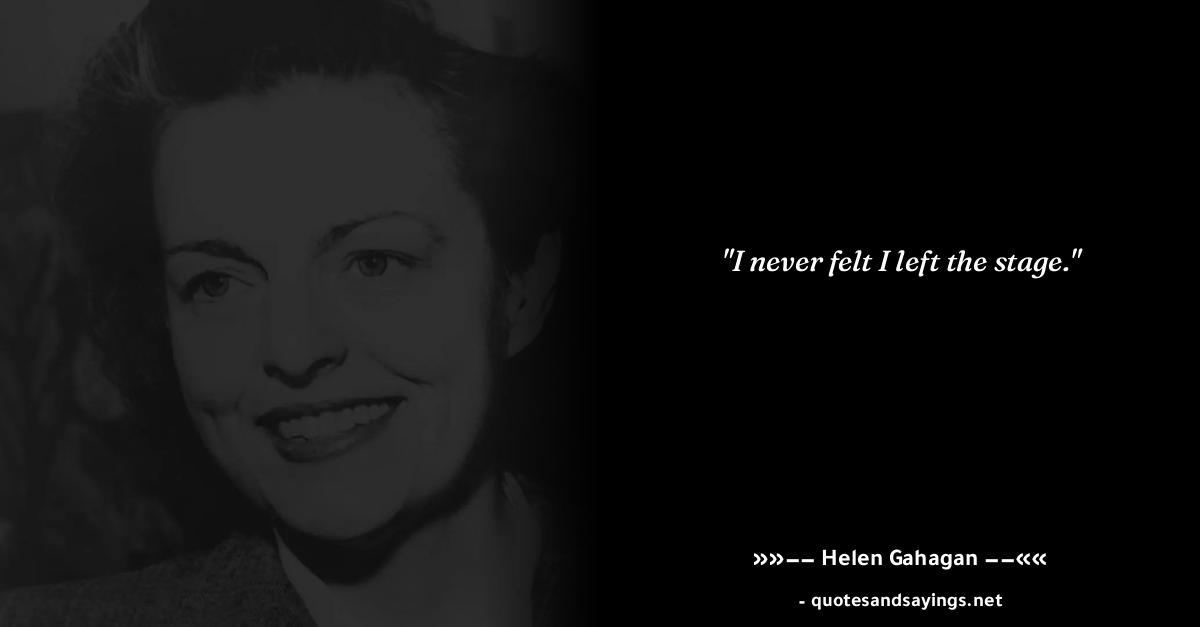 "I never felt I left the stage."
»»–– Helen Gahagan ––««
- quotesandsayings.net